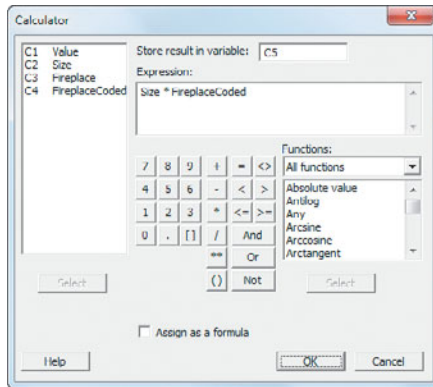 Calculator
x
C1 Value
C2 Size
C3 Fireplace
C4 FireplaceCoded
Store result in variable: C5
Expression:
Size * FireplaceCoded
Functions:
7 8 9 + = <> All functions
4 5 6 - < > Absolute value
Antilog
1 2 3 * <= >= Any
Arcsine
0 . [] / And Arccosine
Arctangent
** Or
Select () Not Select
Assign as a formula
Help OK Cancel